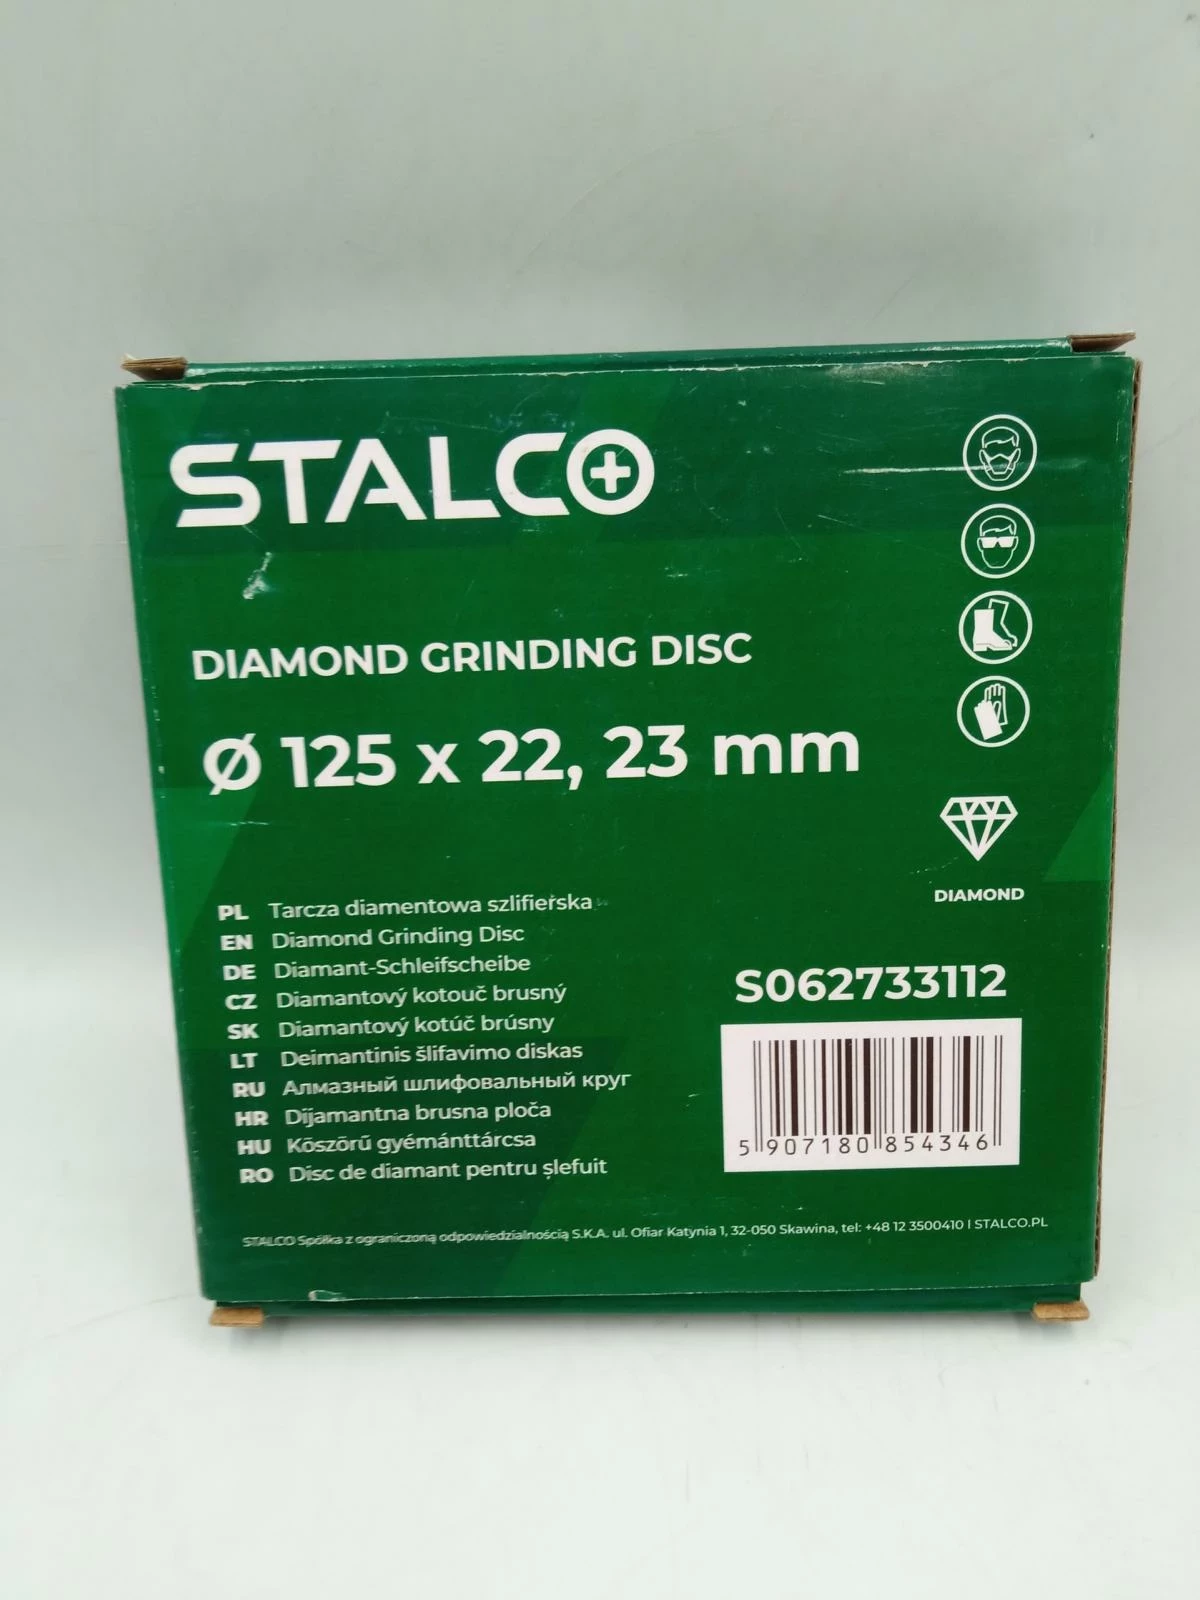 STALCO
DIAMOND GRINDING DISC
Ø 125 x 22, 23 mm
DIAMOND
PL Tarcza diamentowa szlifierska
EN Diamond Grinding Disc
DE Diamant-Schleifscheibe
CZ Diamantový kotouč brusný
SK Diamantový kotúč brúsny
LT Deimantinis šlifavimo diskas
RU Алмазный шлифовальный круг
HR Dijamantna brusna ploča
HU Köszörű gyémánttárcsa
RO Disc de diamant pentru șlefuit
S062733112
5 907180 854346
STALCO Spółka z ograniczoną odpowiedzialnością S.K.A. ul. Ofiar Katynia 1, 32-050 Skawina, tel: +48 12 3500410 | STALCO.PL